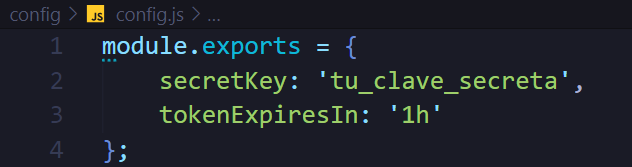 config > JS config.js > ...
1 module.exports = {
2 secretKey: 'tu_clave_secreta',
3 tokenExpiresIn: '1h'
4 };